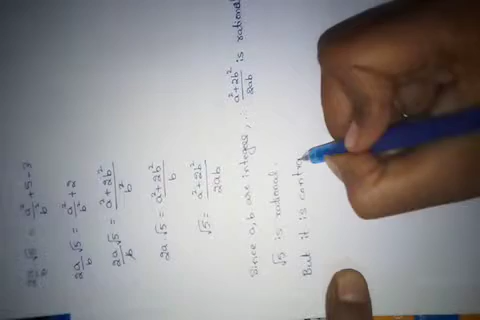 2a/b √5 = a²/b² + 5 - 3
2a/b √5 = a²/b² + 2
2a/b √5 = a² + 2b²/b²
2a √5 = a² + 2b²/b
√5 = a² + 2b²/2ab
Since a, b are integers, ∴ a² + 2b²/2ab is rational
√5 is rational.
But it is contra